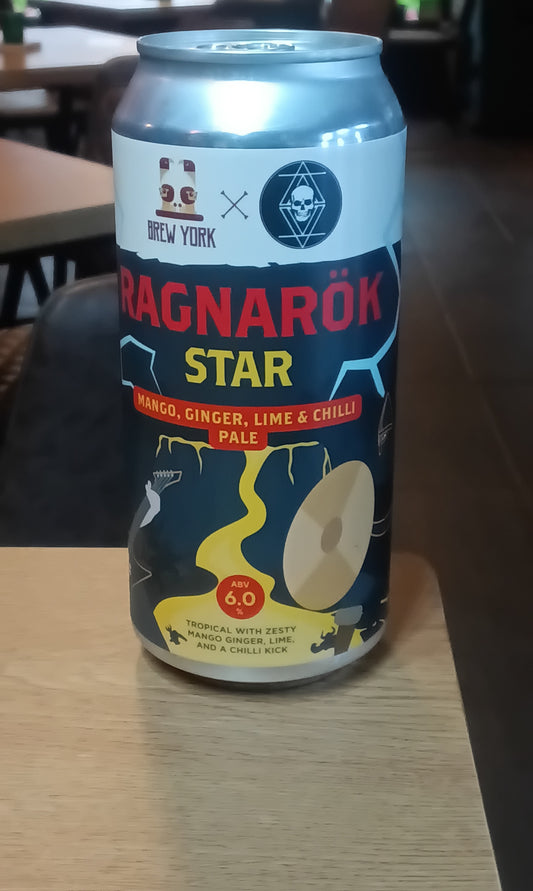 BREW YORK
RAGNARÖK
STAR
MANGO, GINGER, LIME & CHILLI
PALE
ABV
6.0
%
TROPICAL WITH ZESTY
MANGO GINGER, LIME,
AND A CHILLI KICK